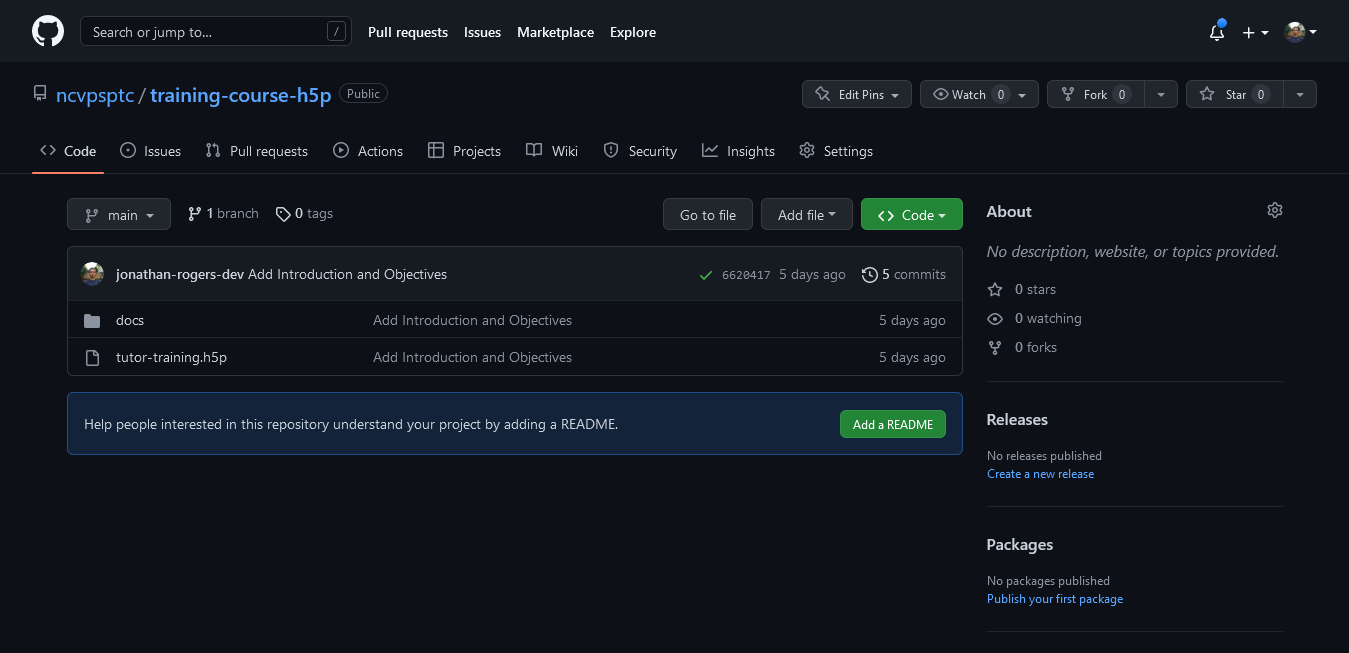 Search or jump to... /
Pull requests Issues Marketplace Explore
ncvpsptc / training-course-h5p Public
Edit Pins Watch 0 Fork 0 Star 0
Code Issues Pull requests Actions Projects Wiki Security Insights Settings
main 1 branch 0 tags Go to file Add file Code
jonathan-rogers-dev Add Introduction and Objectives 6620417 5 days ago 5 commits
docs Add Introduction and Objectives 5 days ago
tutor-training.h5p Add Introduction and Objectives 5 days ago
Help people interested in this repository understand your project by adding a README. Add a README
About
No description, website, or topics provided.
0 stars
0 watching
0 forks
Releases
No releases published
Create a new release
Packages
No packages published
Publish your first package